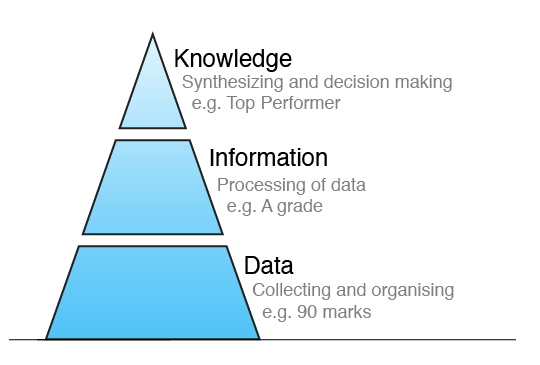 Knowledge
Synthesizing and decision making
e.g. Top Performer
Information
Processing of data
e.g. A grade
Data
Collecting and organising
e.g. 90 marks